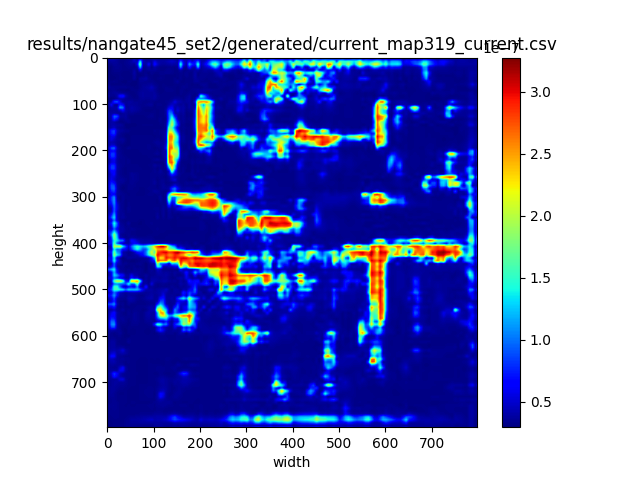 results/nangate45_set2/generated/current_map319_current.csv
1e−7
0
100
200
300
400
500
600
700
height
0 100 200 300 400 500 600 700
width
3.0
2.5
2.0
1.5
1.0
0.5